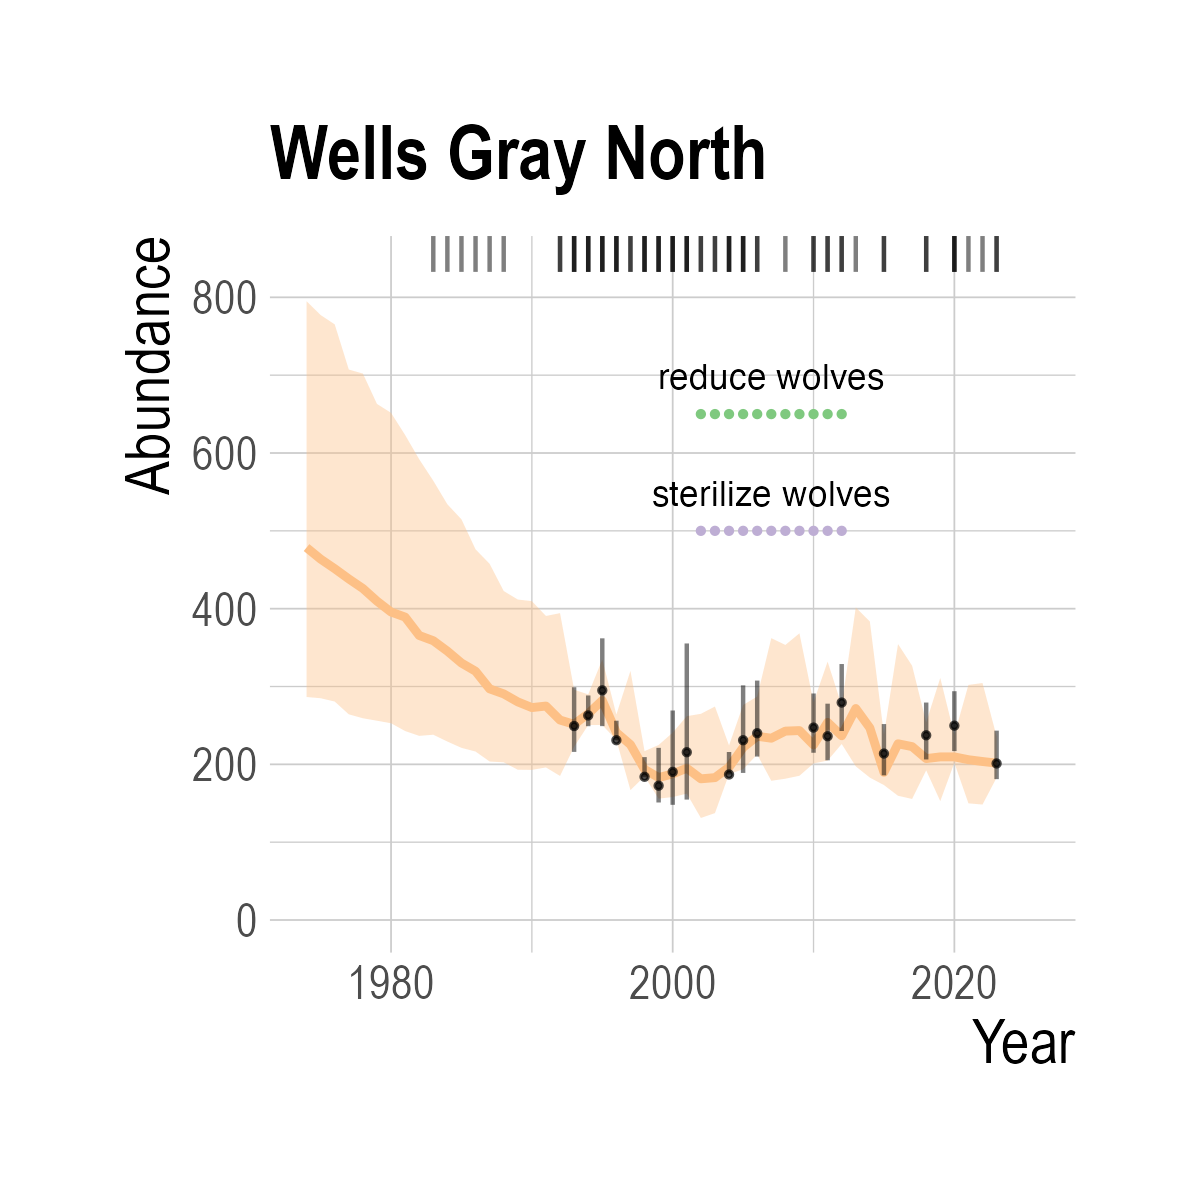 Wells Gray North
Abundance
800
reduce wolves
600
sterilize wolves
400
200
0
1980 2000 2020
Year